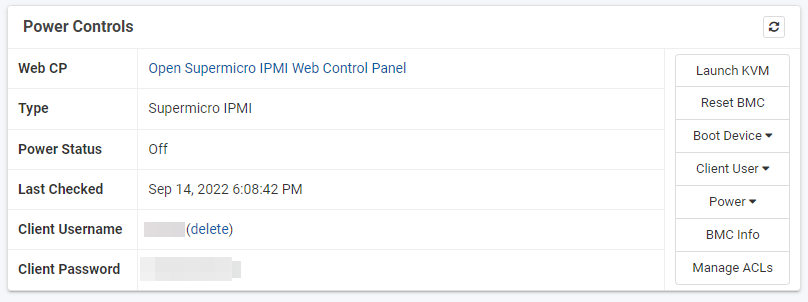 Power Controls
Web CP Open Supermicro IPMI Web Control Panel
Type Supermicro IPMI
Power Status Off
Last Checked Sep 14, 2022 6:08:42 PM
Client Username (delete)
Client Password
Launch KVM
Reset BMC
Boot Device
Client User
Power
BMC Info
Manage ACLs